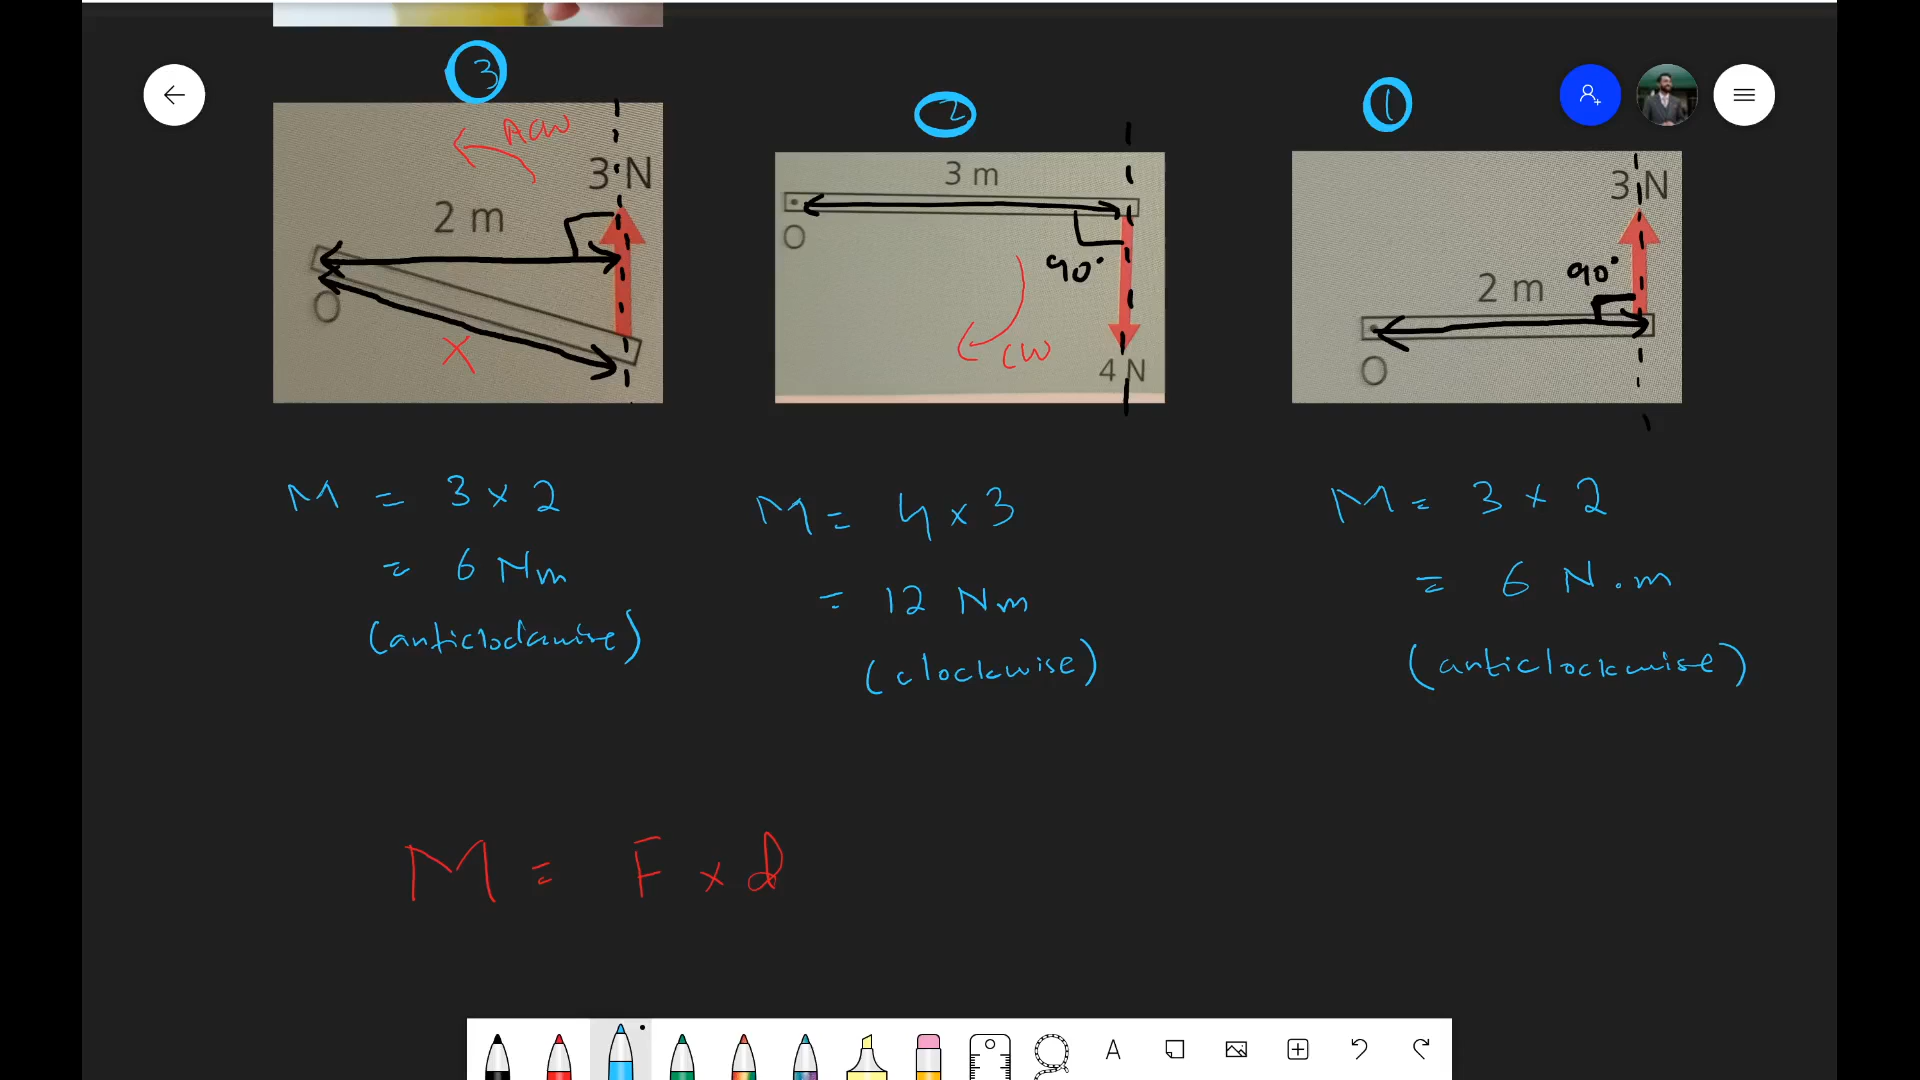 3
ACW
3 N
2 m
O
X
M = 3 x 2
= 6 Nm
(anticlockwise)
2
3 m
O
90°
CW
4 N
M = 4 x 3
= 12 Nm
(clockwise)
1
3 N
90°
2 m
O
M = 3 x 2
= 6 N.m
(anticlockwise)
M = F x d
A